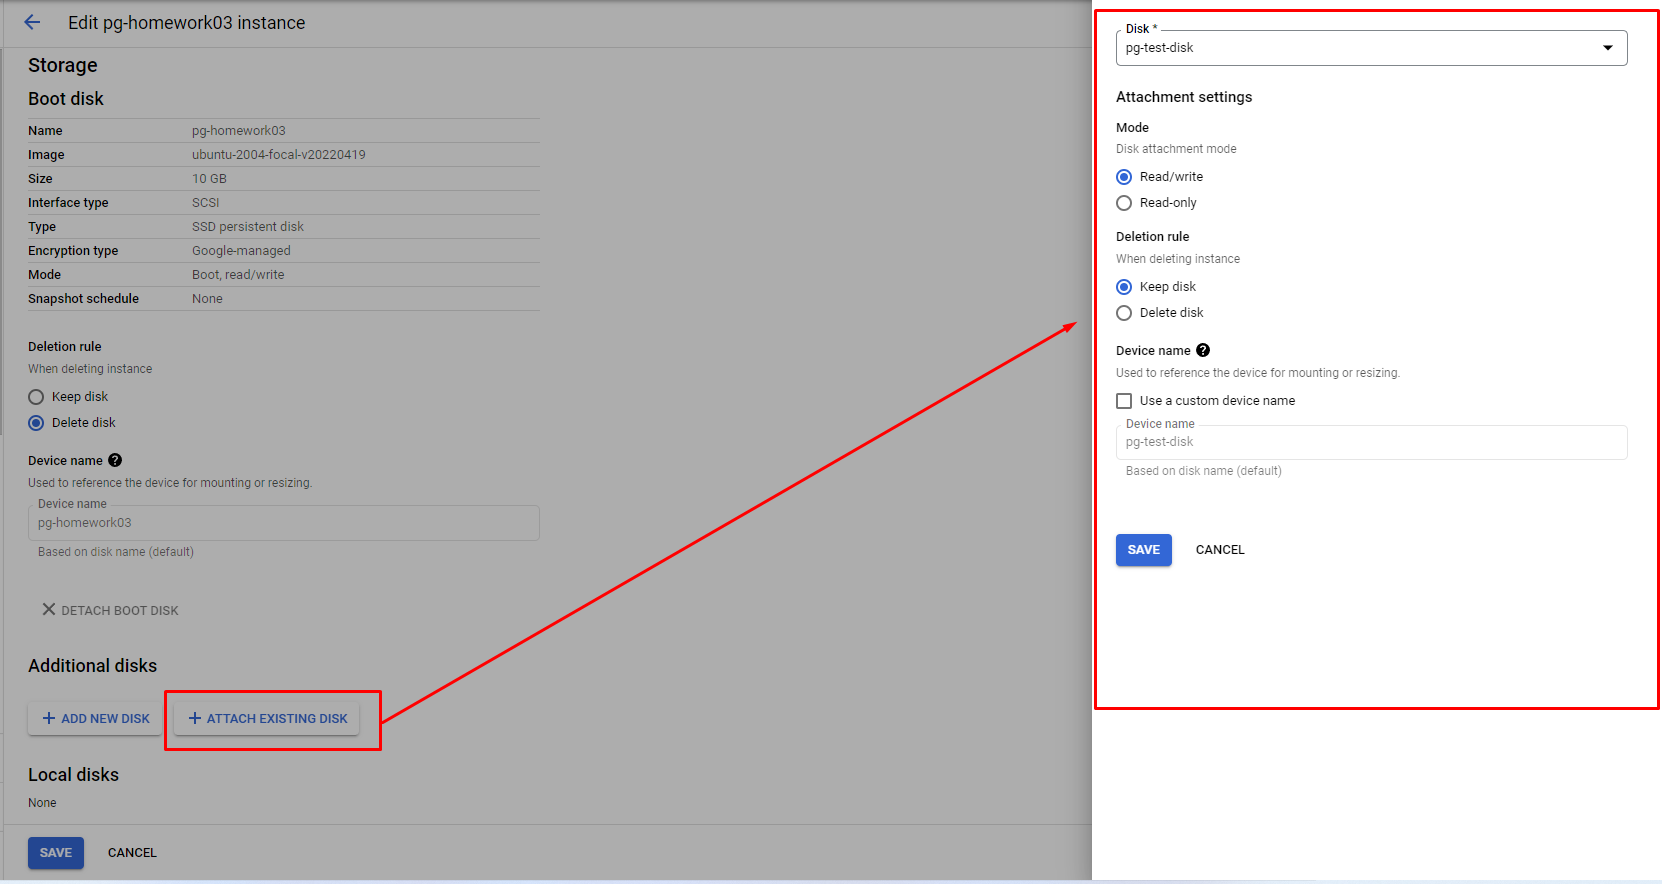 Edit pg-homework03 instance
Storage
Boot disk
Name pg-homework03
Image ubuntu-2004-focal-v20220419
Size 10 GB
Interface type SCSI
Type SSD persistent disk
Encryption type Google-managed
Mode Boot, read/write
Snapshot schedule None
Deletion rule
When deleting instance
Keep disk
Delete disk
Device name
Used to reference the device for mounting or resizing.
Device name
pg-homework03
Based on disk name (default)
DETACH BOOT DISK
Additional disks
ADD NEW DISK ATTACH EXISTING DISK
Local disks
None
SAVE CANCEL
Disk *
pg-test-disk
Attachment settings
Mode
Disk attachment mode
Read/write
Read-only
Deletion rule
When deleting instance
Keep disk
Delete disk
Device name
Used to reference the device for mounting or resizing.
Use a custom device name
Device name
pg-test-disk
Based on disk name (default)
SAVE CANCEL